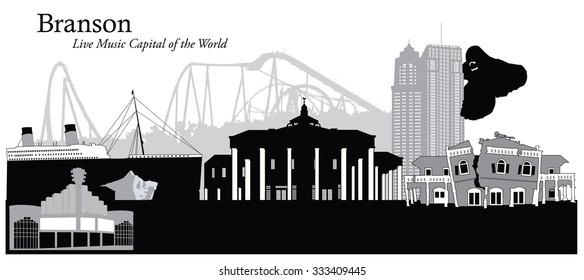 Branson
Live Music Capital of the World
shutterstock.com · 333409445